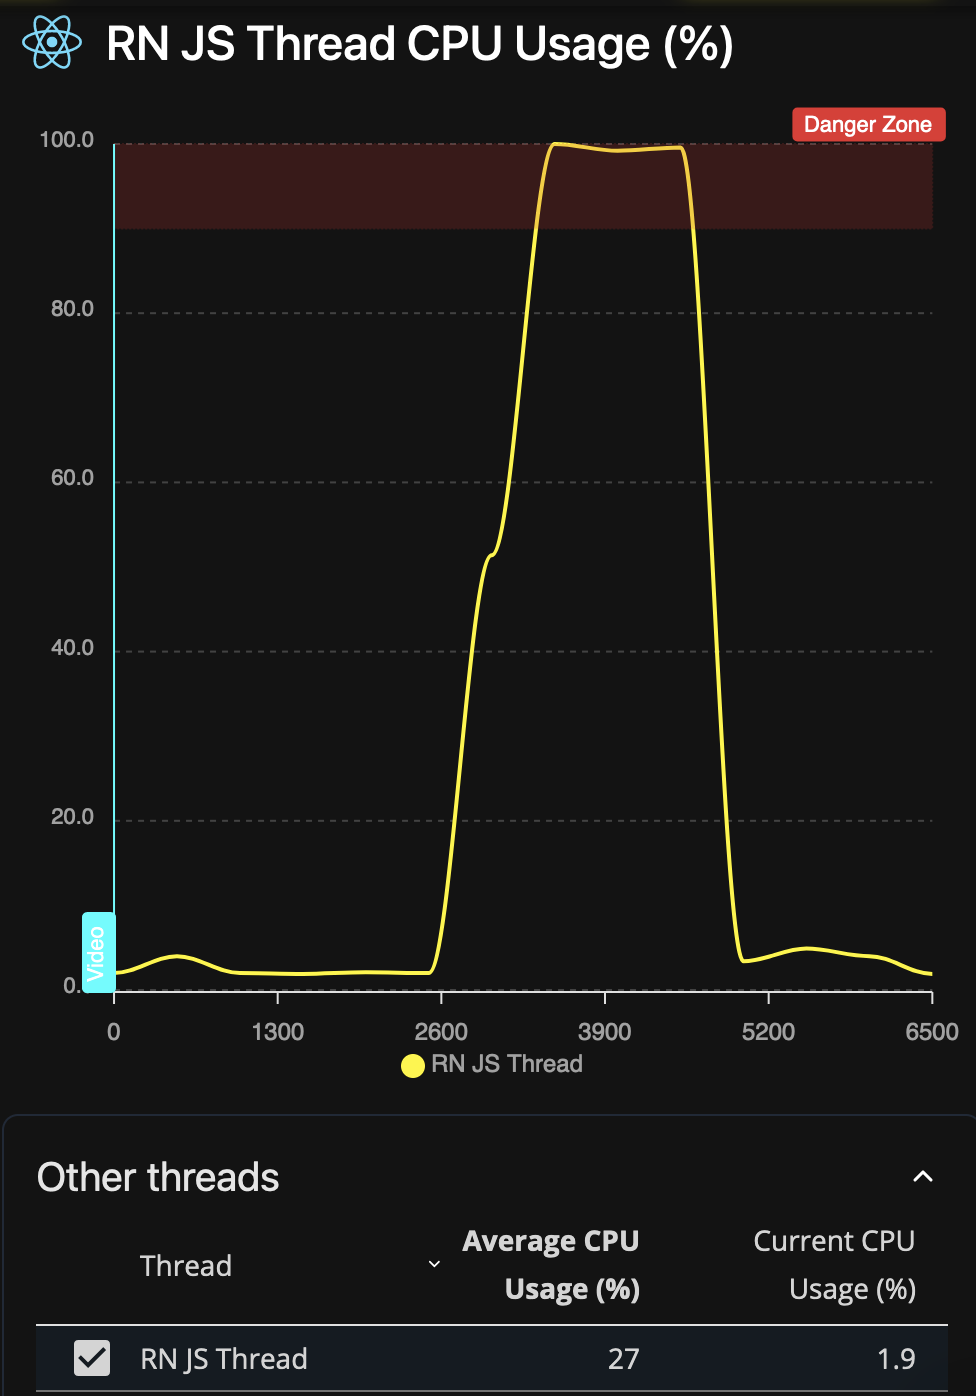 RN JS Thread CPU Usage (%)
Danger Zone
100.0
80.0
60.0
40.0
20.0
0.
Video
0 1300 2600 3900 5200 6500
RN JS Thread
Other threads
Thread Average CPU Usage (%) Current CPU Usage (%)
RN JS Thread 27 1.9